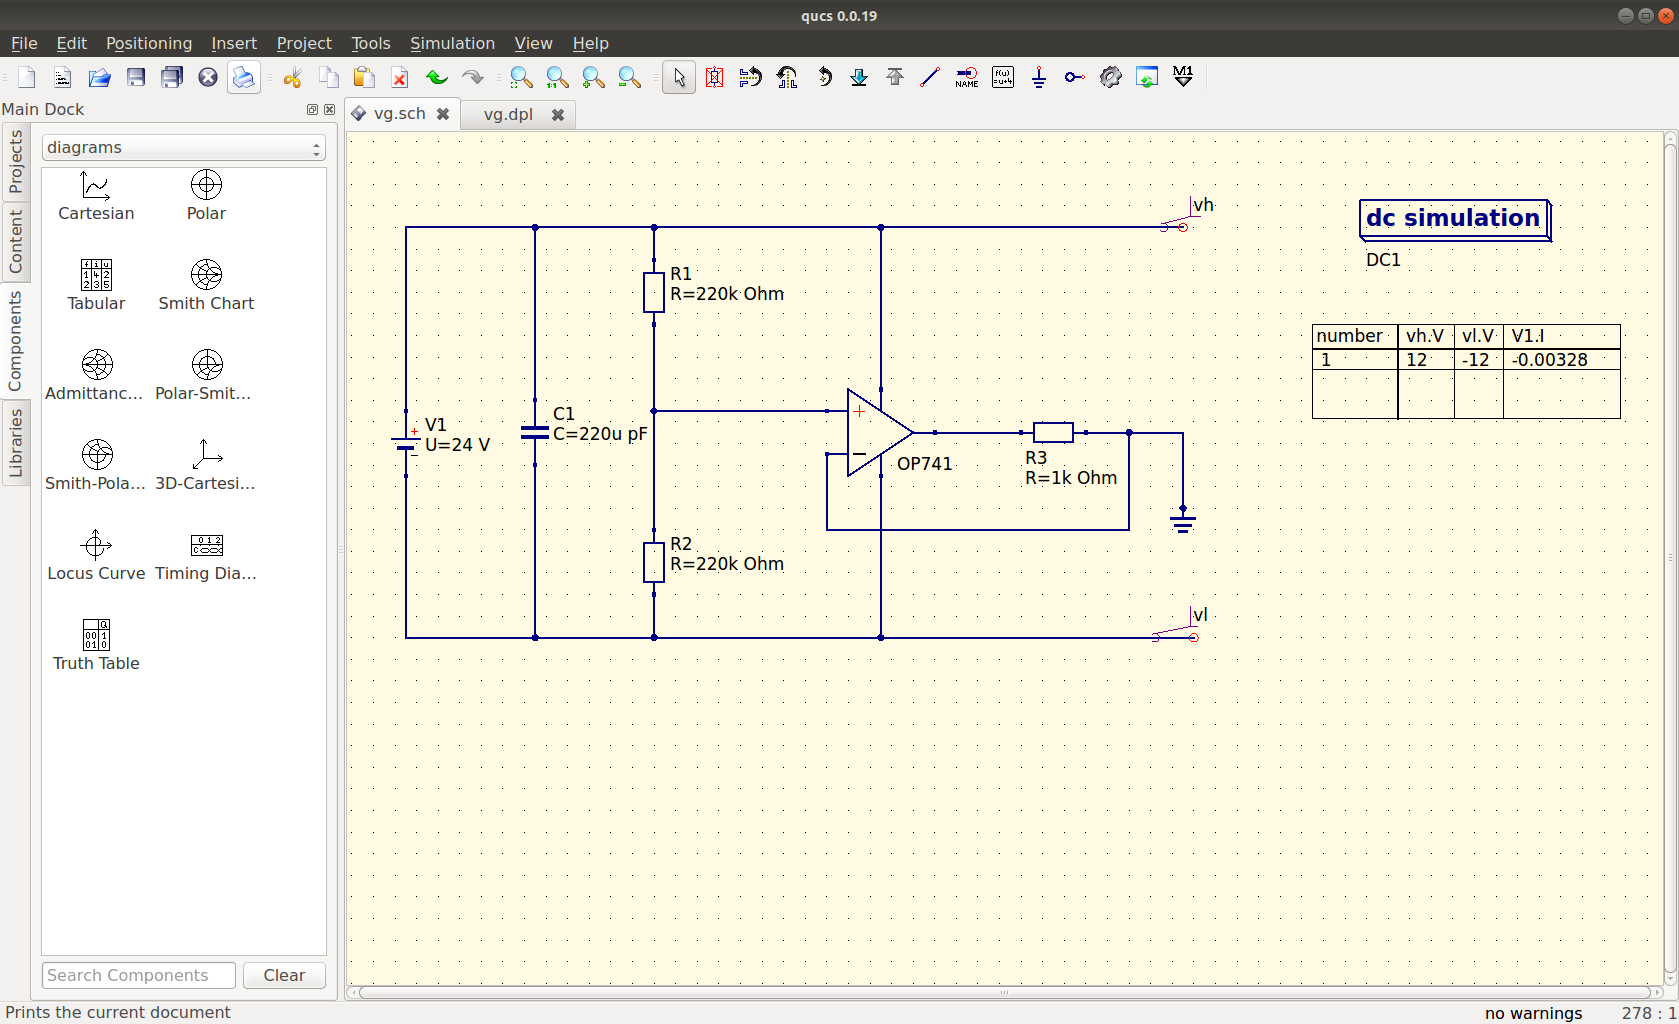 qucs 0.0.19
File Edit Positioning Insert Project Tools Simulation View Help
NAME
f(u)
=u+4
M1
Main Dock
vg.sch
vg.dpl
Projects
Content
Components
Libraries
diagrams
Cartesian Polar
Tabular Smith Chart
Admittanc... Polar-Smit...
Smith-Pola... 3D-Cartesi...
Locus Curve Timing Dia...
Truth Table
Search Components
Clear
vh
dc simulation
DC1
R1
R=220k Ohm
number vh.V vl.V V1.I
1 12 -12 -0.00328
V1
U=24 V
C1
C=220u pF
+
−
OP741
R3
R=1k Ohm
R2
R=220k Ohm
vl
Prints the current document
no warnings
278 : 1